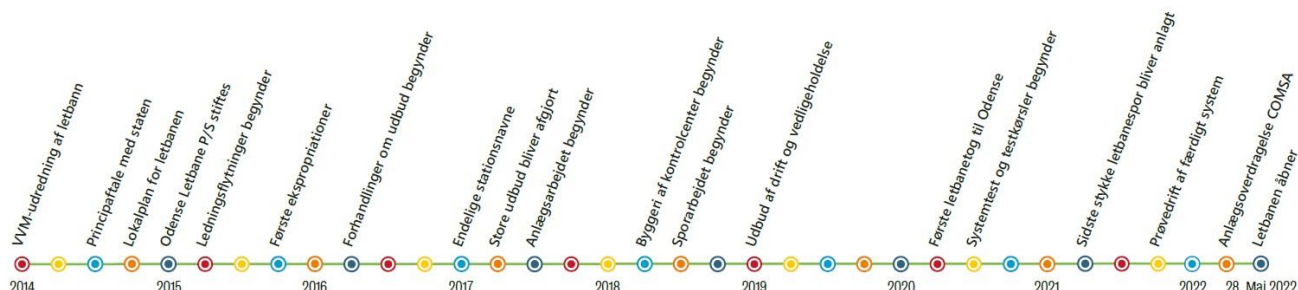 VVM-udredning af letbann
Principaftale med staten
Lokalplan for letbanen
Odense Letbane P/S stiftes
Ledningsflytninger begynder
Første ekspropriationer
Forhandlinger om udbud begynder
Endelige stationsnavne
Store udbud bliver afgjort
Anlægsarbejdet begynder
Byggeri af kontrolcenter begynder
Sporarbejdet begynder
Udbud af drift og vedligeholdelse
Første letbanetog til Odense
Systemtest og testkørsler begynder
Sidste stykke letbanespor bliver anlagt
Prøvedrift af færdigt system
Anlægsoverdragelse COMSA
Letbanen åbner
2014 2015 2016 2017 2018 2019 2020 2021 2022 28. Maj 2022